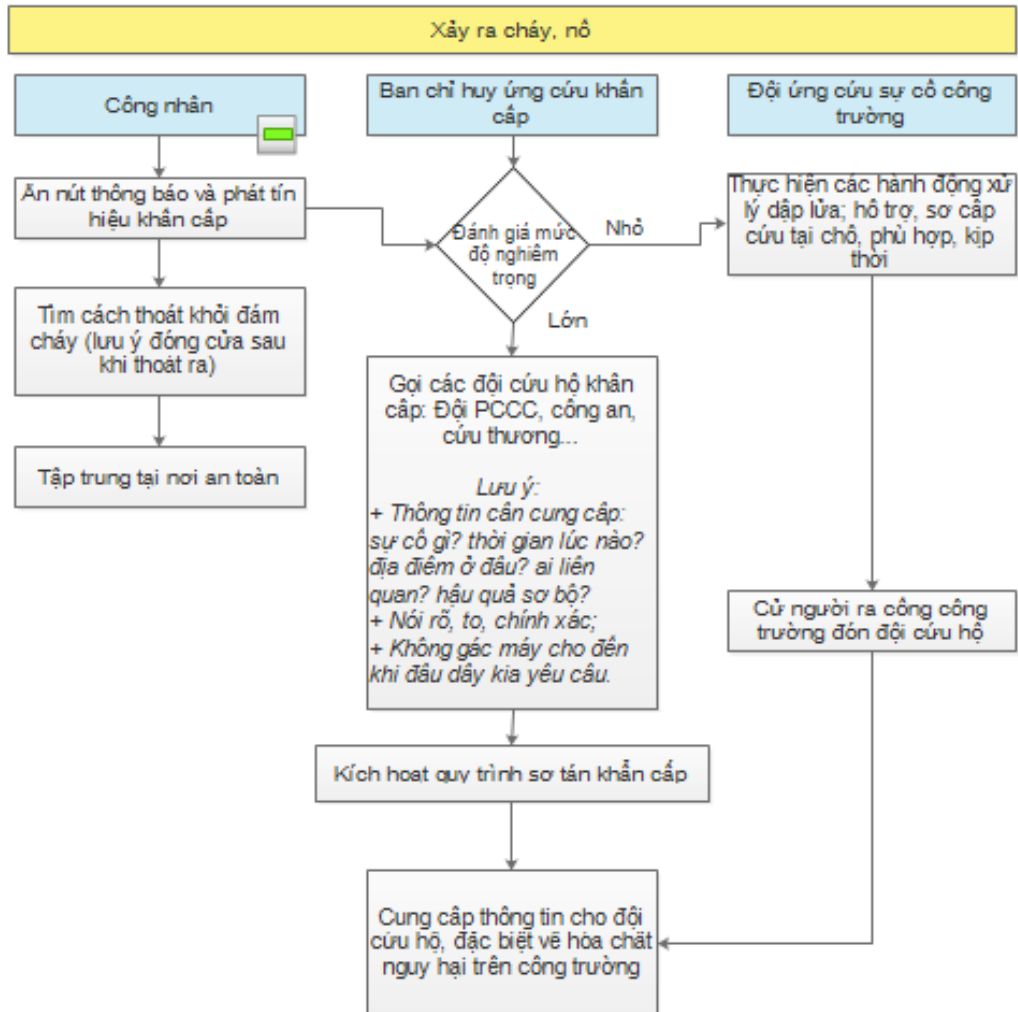 Xảy ra cháy, nổ
Công nhân
Ban chỉ huy ứng cứu khẩn
cấp
Đội ứng cứu sự cố công
trường
Ấn nút thông báo và phát tín
hiệu khẩn cấp
Đánh giá mức
độ nghiêm
trọng
Nhỏ
Thực hiện các hành động xử
lý dập lửa; hỗ trợ, sơ cấp
cứu tại chỗ, phù hợp, kịp
thời
Lớn
Tìm cách thoát khỏi đám
cháy (lưu ý đóng cửa sau
khi thoát ra)
Tập trung tại nơi an toàn
Gọi các đội cứu hộ khẩn
cấp: Đội PCCC, công an,
cứu thương...
Lưu ý:
+ Thông tin cần cung cấp:
sự cố gì? thời gian lúc nào?
địa điểm ở đâu? ai liên
quan? hậu quả sơ bộ?
+ Nói rõ, to, chính xác;
+ Không gác máy cho đến
khi đầu dây kia yêu cầu.
Cử người ra cổng công
trường đón đội cứu hộ
Kích hoạt quy trình sơ tán khẩn cấp
Cung cấp thông tin cho đội
cứu hộ, đặc biệt về hóa chất
nguy hại trên công trường